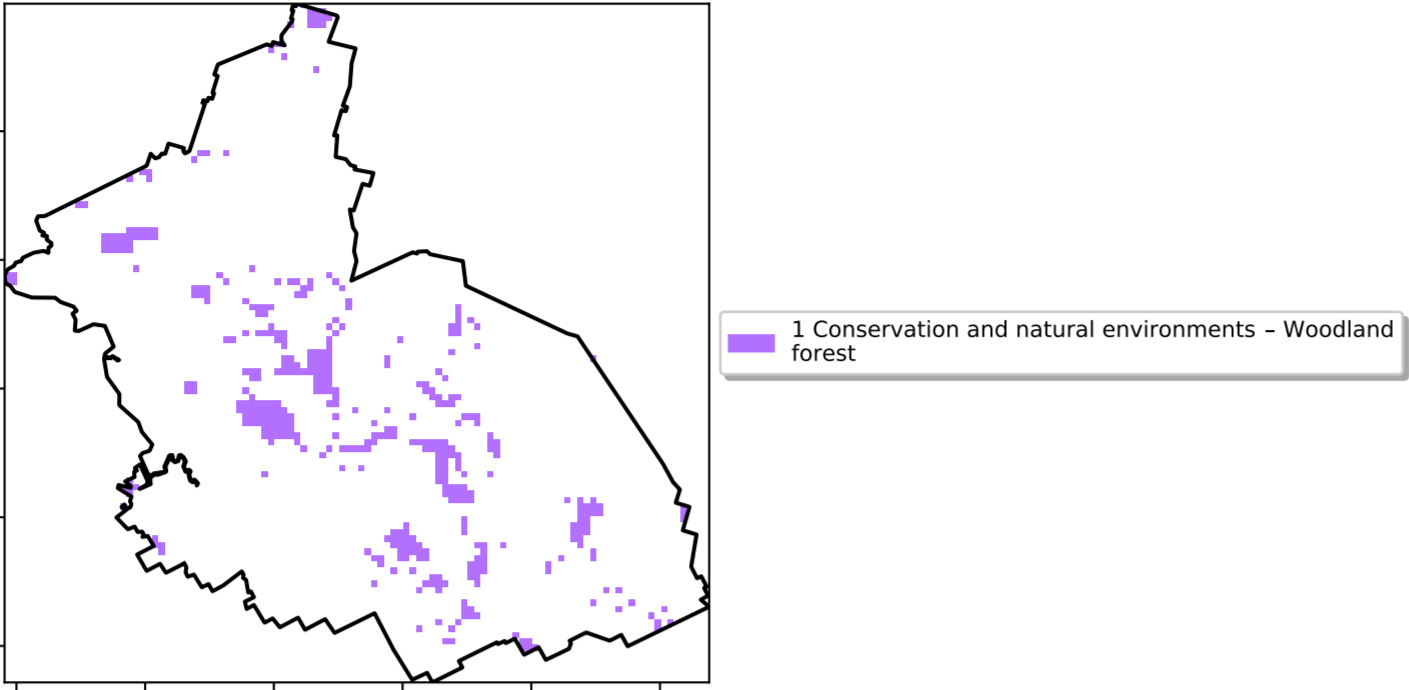 1 Conservation and natural environments – Woodland
forest